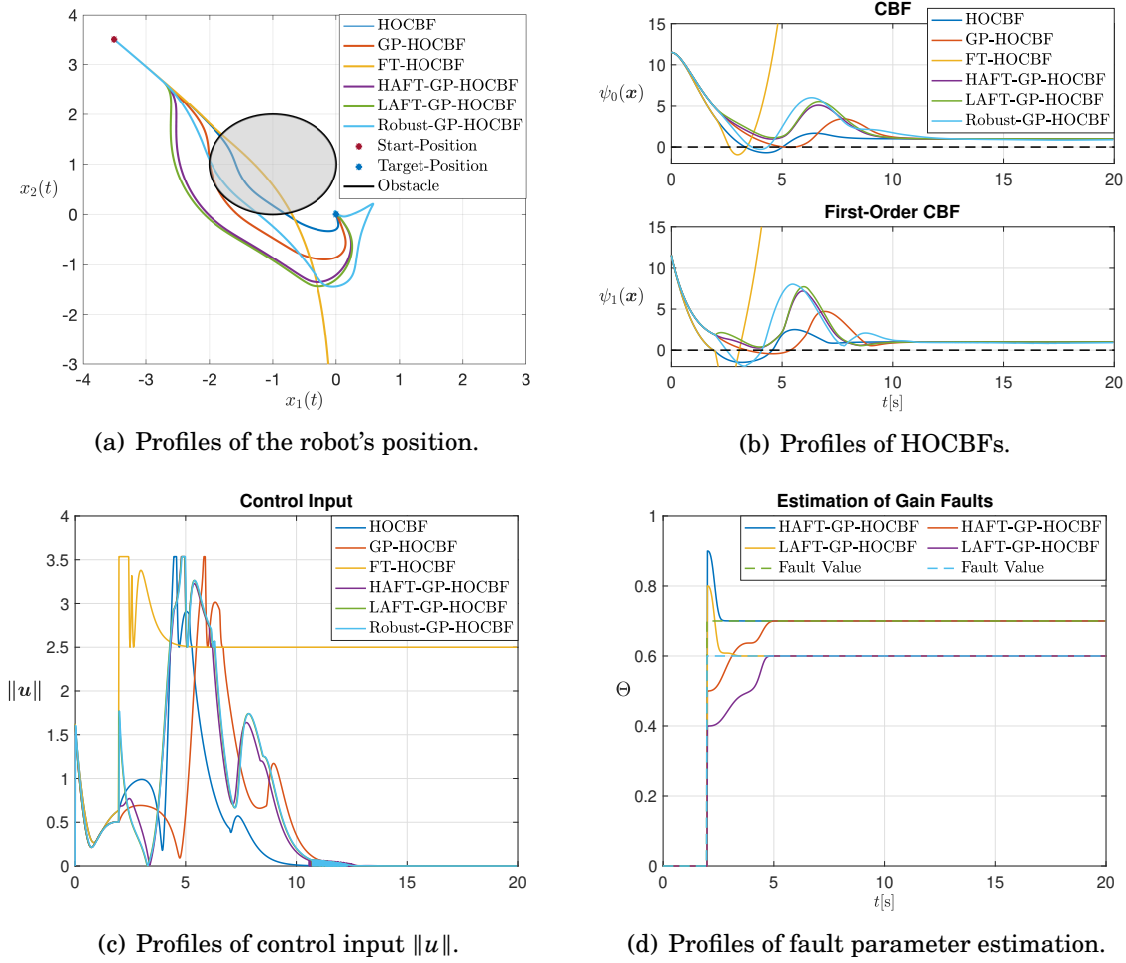 HOCBF
GP-HOCBF
FT-HOCBF
HAFT-GP-HOCBF
LAFT-GP-HOCBF
Robust-GP-HOCBF
Start-Position
Target-Position
Obstacle
x₂(t)
4
3
2
1
0
-1
-2
-3
-4 -3 -2 -1 0 1 2 3
x₁(t)
(a) Profiles of the robot's position.
CBF
HOCBF
GP-HOCBF
FT-HOCBF
HAFT-GP-HOCBF
LAFT-GP-HOCBF
Robust-GP-HOCBF
ψ₀(x)
15
10
5
0
0 5 10 15 20
First-Order CBF
ψ₁(x)
15
10
5
0
0 5 10 15 20
t[s]
(b) Profiles of HOCBFs.
Control Input
HOCBF
GP-HOCBF
FT-HOCBF
HAFT-GP-HOCBF
LAFT-GP-HOCBF
Robust-GP-HOCBF
‖u‖
4
3.5
3
2.5
2
1.5
1
0.5
0
0 5 10 15 20
(c) Profiles of control input ‖u‖.
Estimation of Gain Faults
HAFT-GP-HOCBF HAFT-GP-HOCBF
LAFT-GP-HOCBF LAFT-GP-HOCBF
Fault Value Fault Value
Θ
1
0.8
0.6
0.4
0.2
0
0 5 10 15 20
t[s]
(d) Profiles of fault parameter estimation.